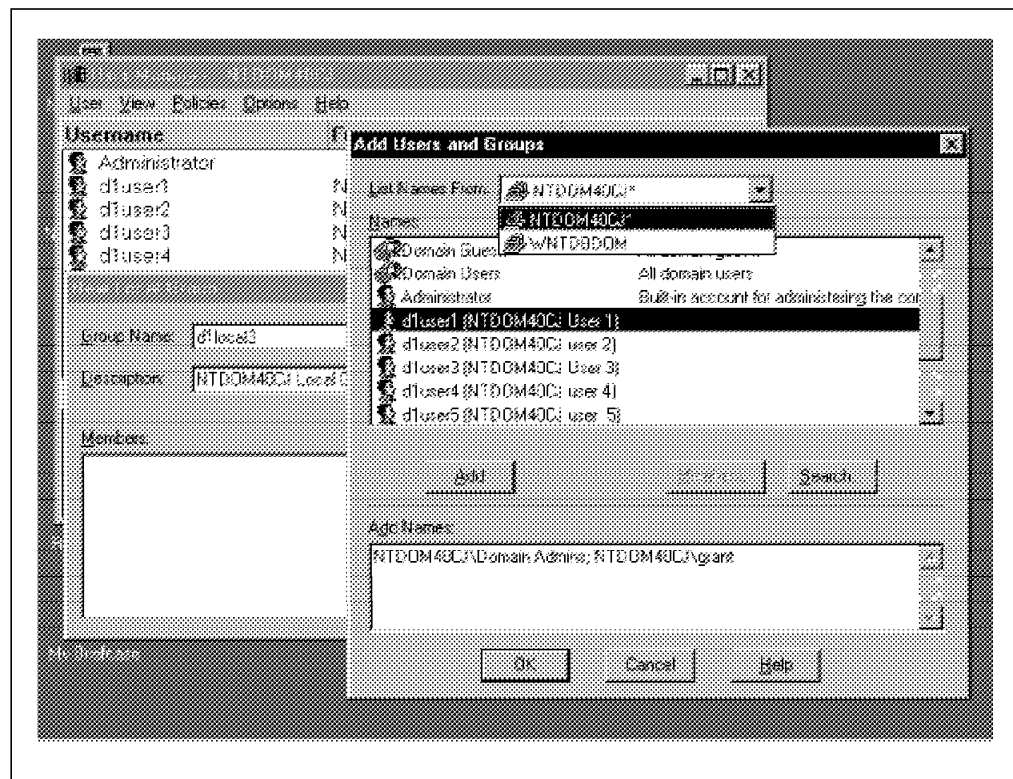 User View Policies Options Help
Username
Administrator
d1user1 N
d1user2 N
d1user3 N
d1user4 N
Group Name: d1local3
Description: NTDOM40CJ Local
Members:
Add Users and Groups
List Names From: NTDOM40CJ*
NTDOM40CJ*
WNTDBDOM
Names:
Domain Guests
Domain Users All domain users
Administrator Built-in account for administering the
d1user1 (NTDOM40CJ User 1)
d1user2 (NTDOM40CJ user 2)
d1user3 (NTDOM40CJ User 3)
d1user4 (NTDOM40CJ user 4)
d1user5 (NTDOM40CJ user 5)
Add Search
Add Names:
NTDOM40CJ\Domain Admins; NTDOM40CJ\grant
OK Cancel Help